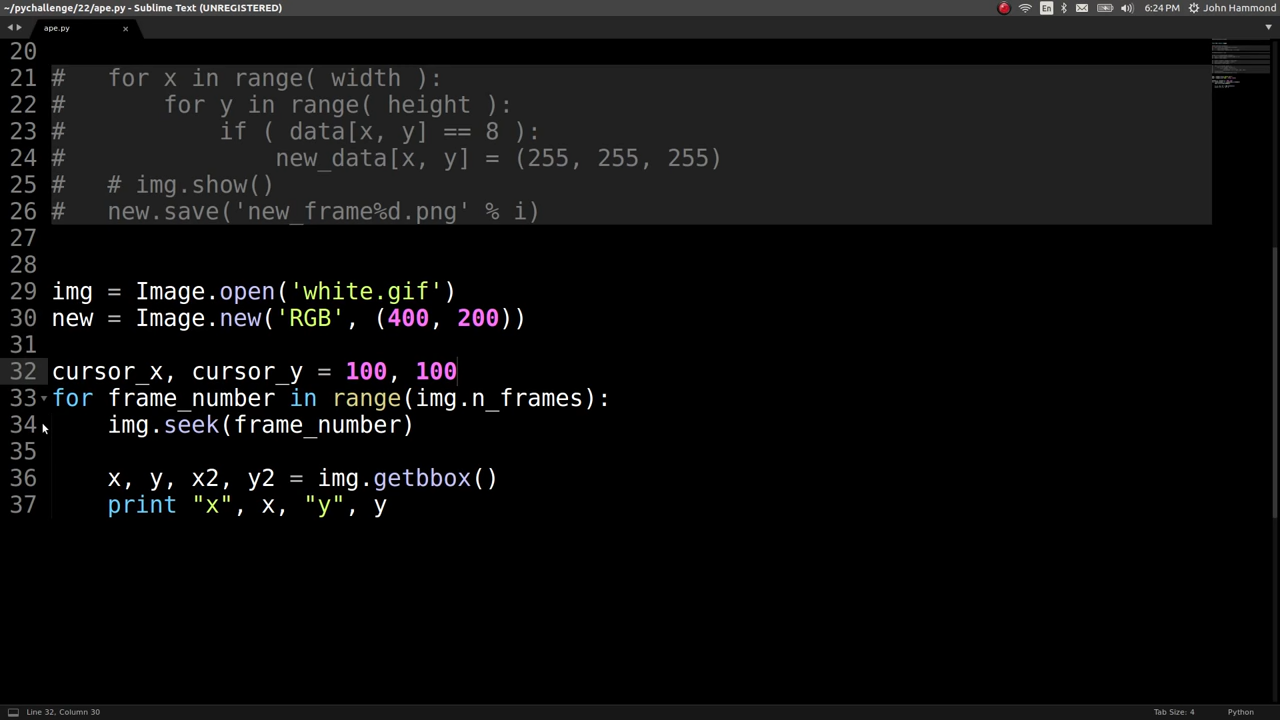 ~/pychallenge/22/ape.py - Sublime Text (UNREGISTERED)
En
6:24 PM
John Hammond
ape.py
20
21 #   for x in range( width ):
22 #       for y in range( height ):
23 #           if ( data[x, y] == 8 ):
24 #               new_data[x, y] = (255, 255, 255)
25 #   # img.show()
26 #   new.save('new_frame%d.png' % i)
27
28
29 img = Image.open('white.gif')
30 new = Image.new('RGB', (400, 200))
31
32 cursor_x, cursor_y = 100, 100
33 for frame_number in range(img.n_frames):
34     img.seek(frame_number)
35
36     x, y, x2, y2 = img.getbbox()
37     print "x", x, "y", y
Line 32, Column 30
Tab Size: 4
Python